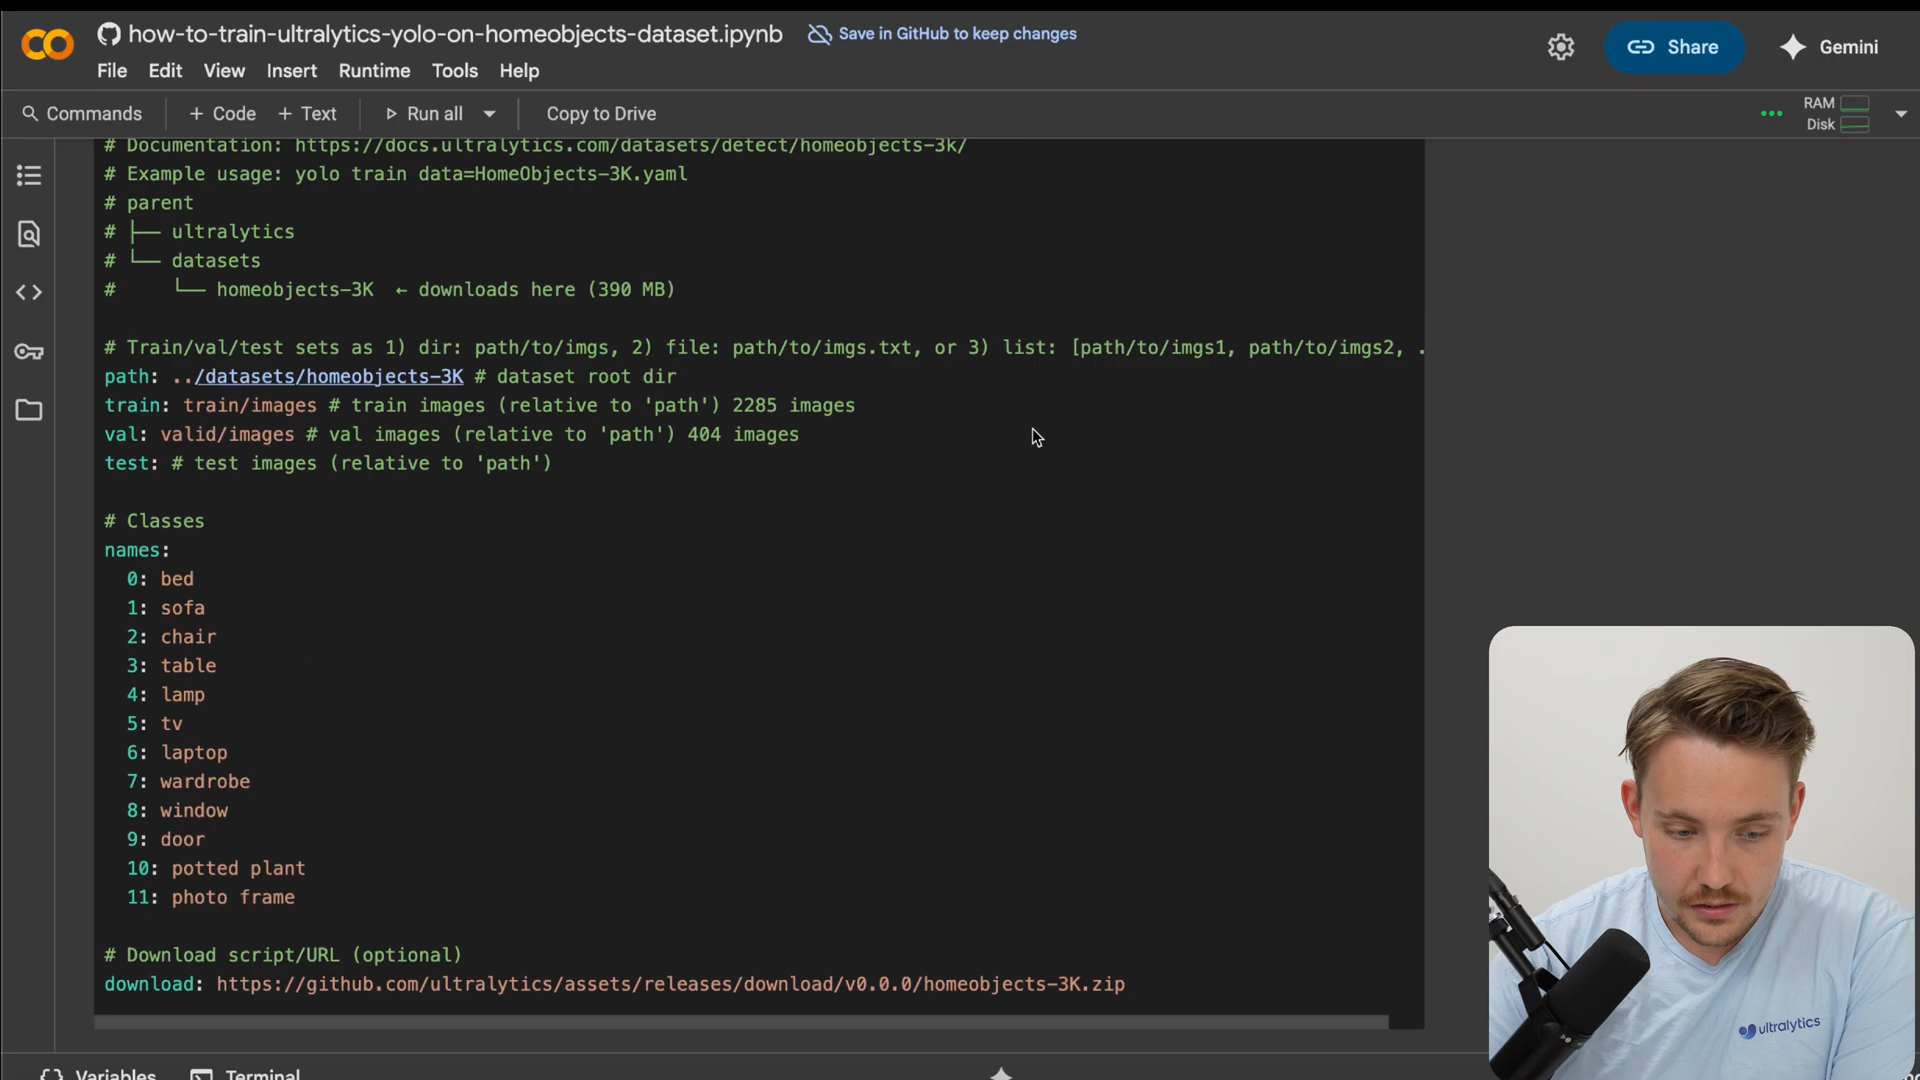 how-to-train-ultralytics-yolo-on-homeobjects-dataset.ipynb
Save in GitHub to keep changes
File Edit View Insert Runtime Tools Help
Share
Gemini
Commands
+ Code + Text
Run all
Copy to Drive
RAM
Disk
# Documentation: https://docs.ultralytics.com/datasets/detect/homeobjects-3k/
# Example usage: yolo train data=HomeObjects-3K.yaml
# parent
# ├── ultralytics
# └── datasets
#     └── homeobjects-3K ← downloads here (390 MB)
# Train/val/test sets as 1) dir: path/to/imgs, 2) file: path/to/imgs.txt, or 3) list: [path/to/imgs1, path/to/imgs2, .
path: ../datasets/homeobjects-3K # dataset root dir
train: train/images # train images (relative to 'path') 2285 images
val: valid/images # val images (relative to 'path') 404 images
test: # test images (relative to 'path')
# Classes
names:
0: bed
1: sofa
2: chair
3: table
4: lamp
5: tv
6: laptop
7: wardrobe
8: window
9: door
10: potted plant
11: photo frame
# Download script/URL (optional)
download: https://github.com/ultralytics/assets/releases/download/v0.0.0/homeobjects-3K.zip
ultralytics
Variables
Terminal